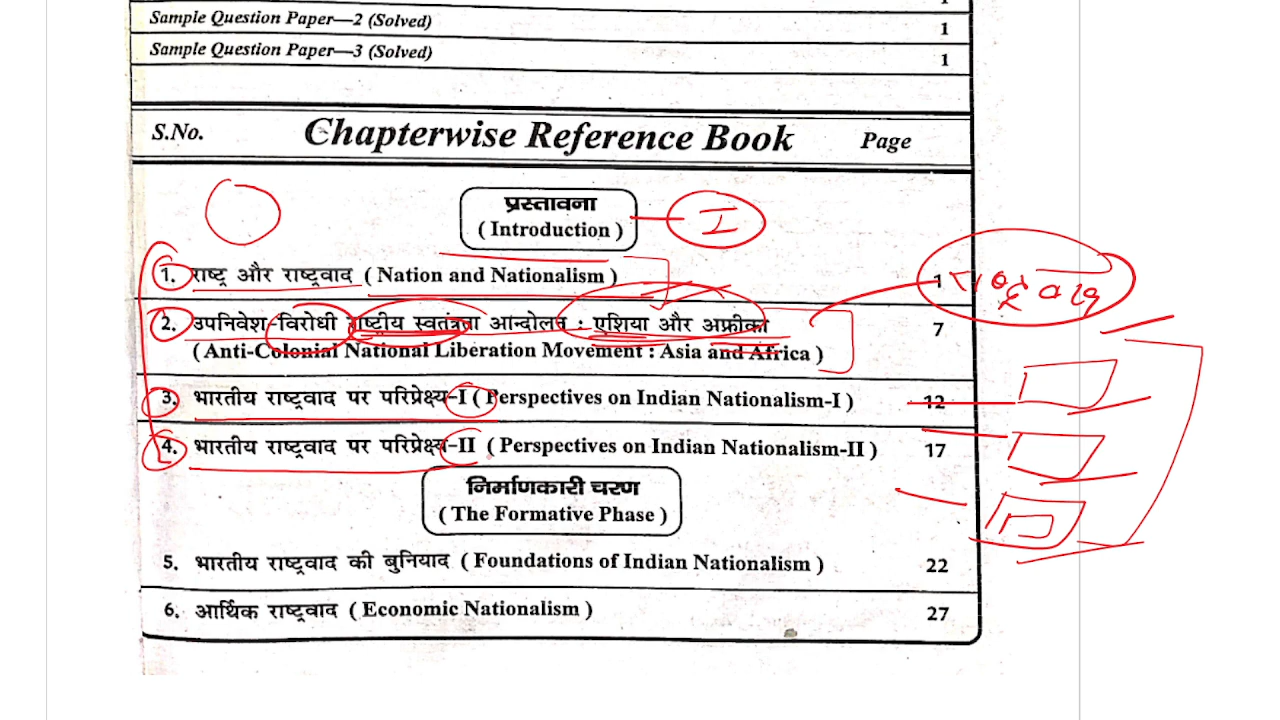 1
Sample Question Paper—2 (Solved) 1
Sample Question Paper—3 (Solved) 1
S.No. Chapterwise Reference Book Page
प्रस्तावना
( Introduction )
I
1. राष्ट्र और राष्ट्रवाद ( Nation and Nationalism ) 1
2. उपनिवेश-विरोधी राष्ट्रीय स्वतंत्रता आन्दोलन : एशिया और अफ्रीका 7
( Anti-Colonial National Liberation Movement : Asia and Africa )
3. भारतीय राष्ट्रवाद पर परिप्रेक्ष्य-I ( Perspectives on Indian Nationalism-I ) 12
4. भारतीय राष्ट्रवाद पर परिप्रेक्ष्य-II ( Perspectives on Indian Nationalism-II ) 17
निर्माणकारी चरण
( The Formative Phase )
5. भारतीय राष्ट्रवाद की बुनियाद ( Foundations of Indian Nationalism ) 22
6. आर्थिक राष्ट्रवाद ( Economic Nationalism ) 27